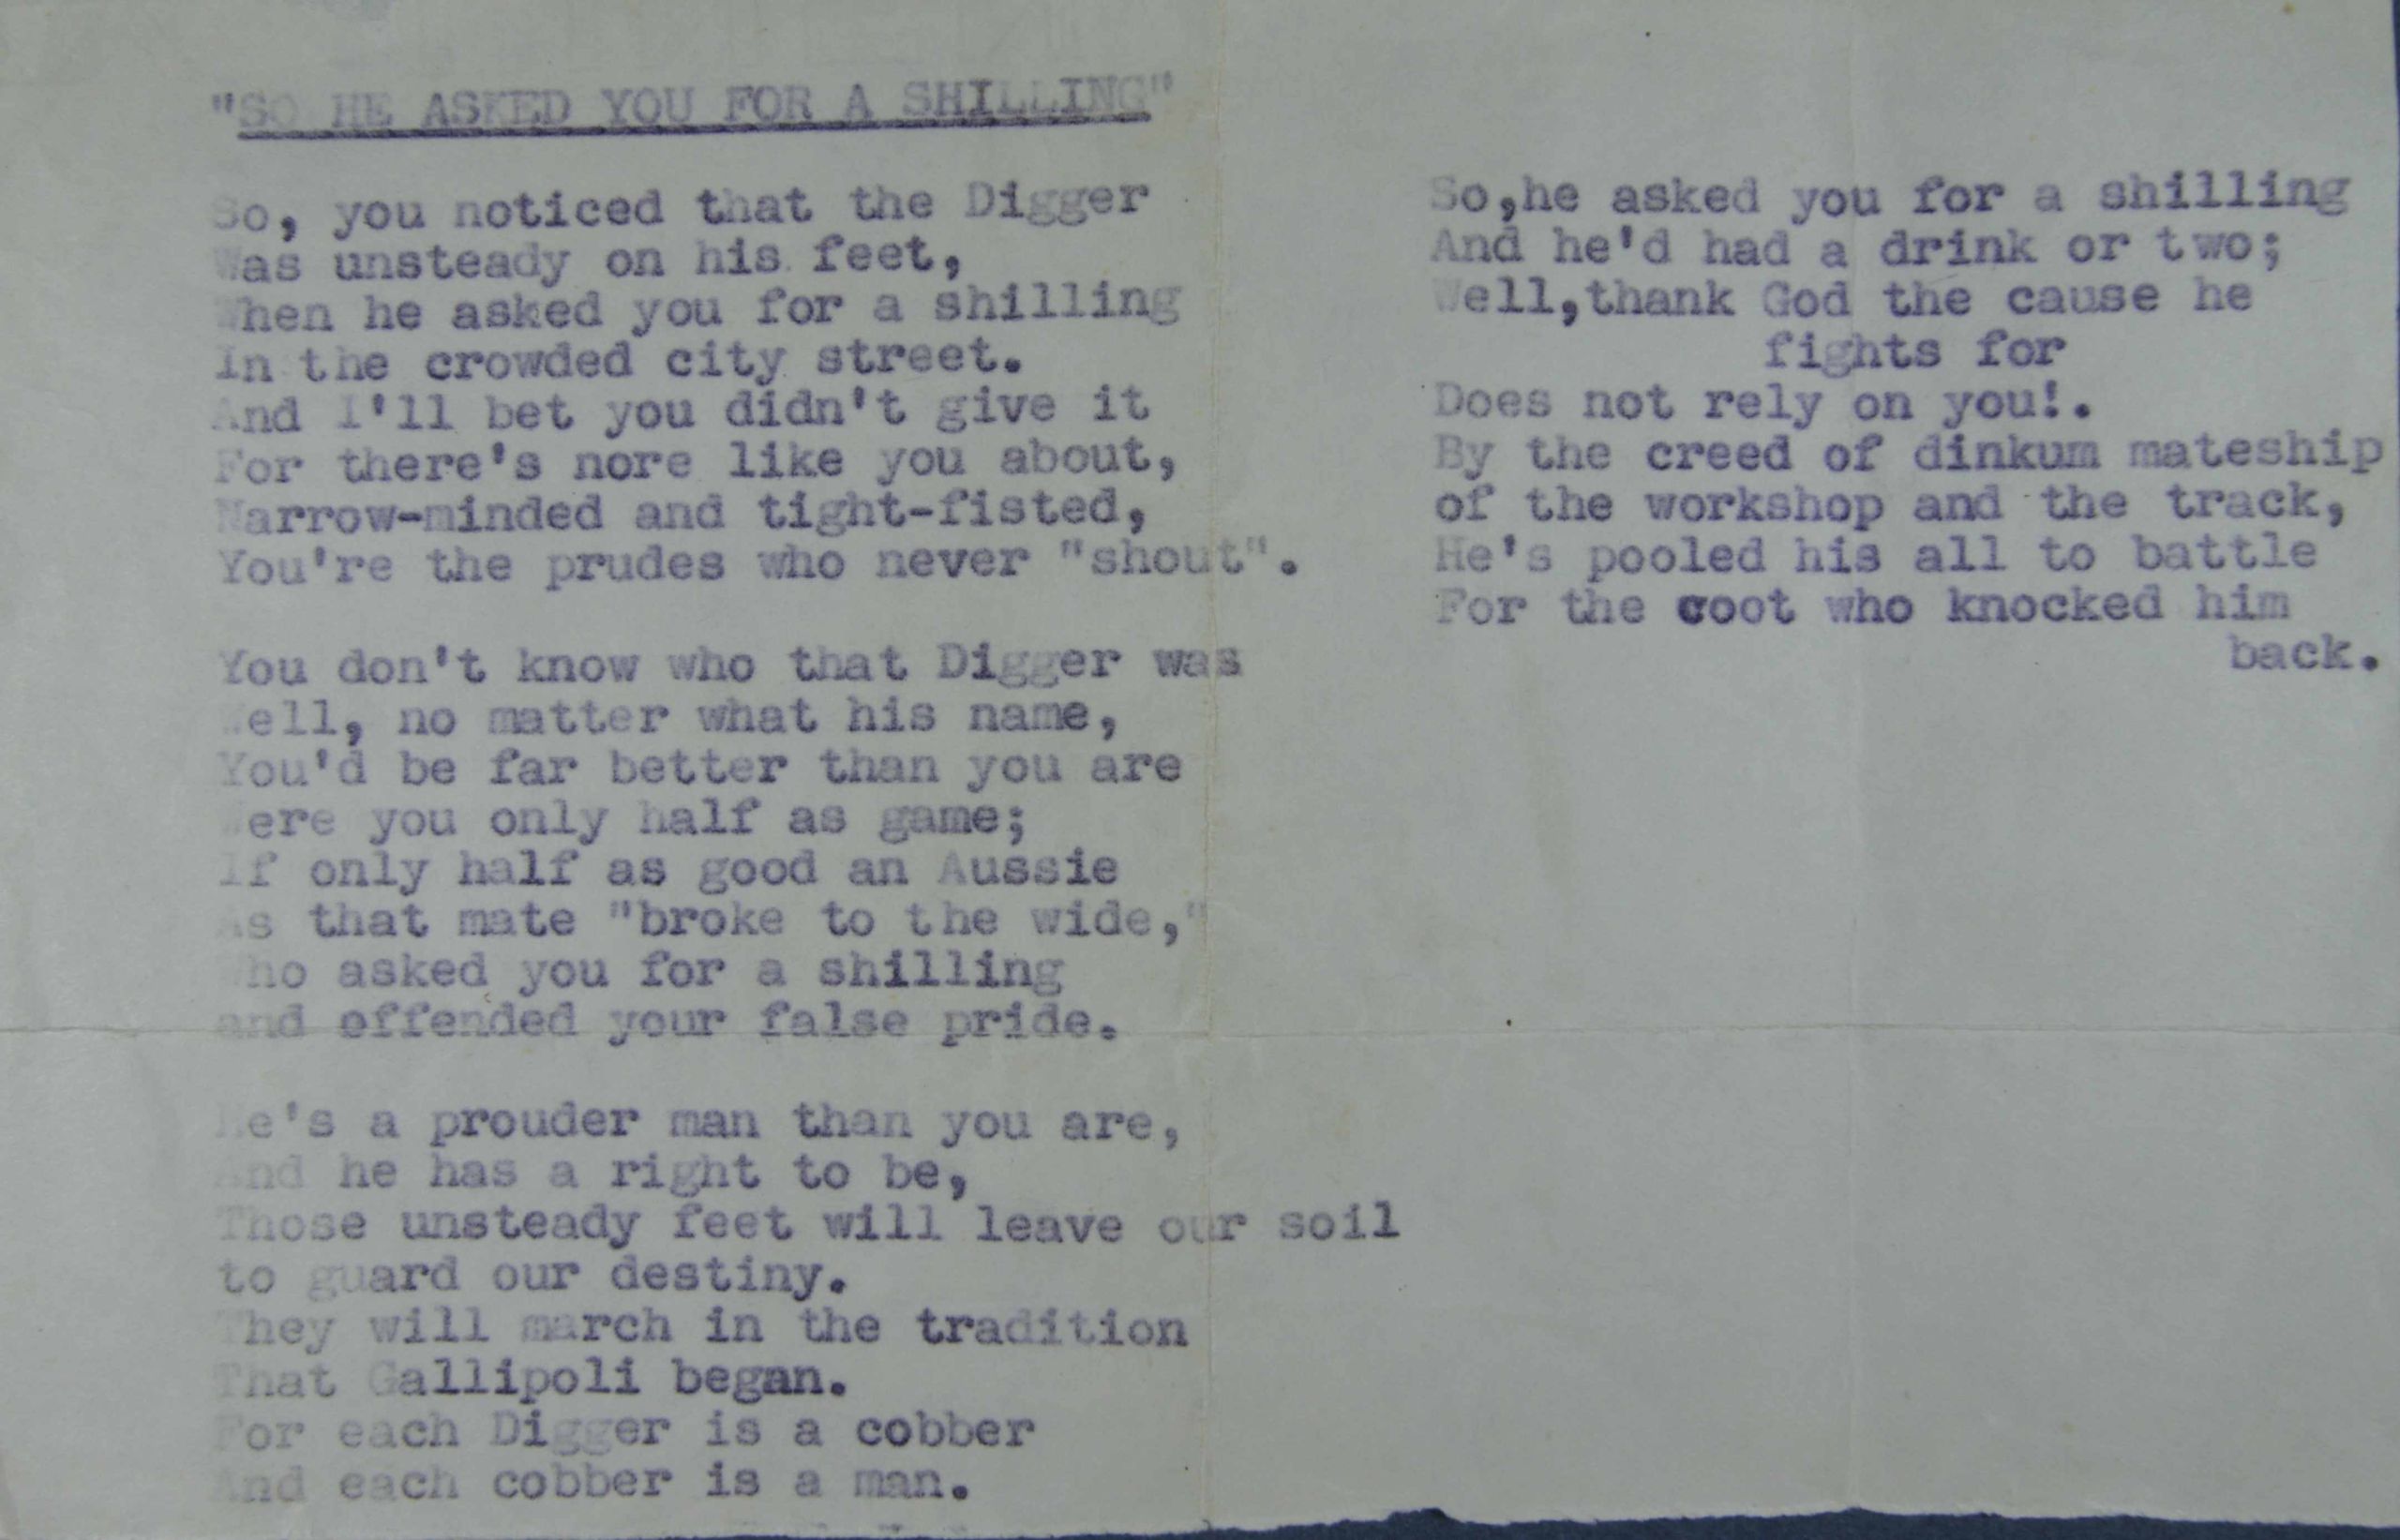 "SO HE ASKED YOU FOR A SHILLING"
So, you noticed that the Digger
Was unsteady on his feet,
When he asked you for a shilling
In the crowded city street.
And I'll bet you didn't give it
For there's nore like you about,
Narrow-minded and tight-fisted,
You're the prudes who never "shout".
You don't know who that Digger was
Well, no matter what his name,
You'd be far better than you are
Were you only half as game;
If only half as good an Aussie
As that mate "broke to the wide,"
Who asked you for a shilling
and offended your false pride.
He's a prouder man than you are,
And he has a right to be,
Those unsteady feet will leave our soil
to guard our destiny.
They will march in the tradition
That Gallipoli began.
For each Digger is a cobber
And each cobber is a man.
So,he asked you for a shilling
And he'd had a drink or two;
Well,thank God the cause he
fights for
Does not rely on you!.
By the creed of dinkum mateship
of the workshop and the track,
He's pooled his all to battle
For the coot who knocked him
back.